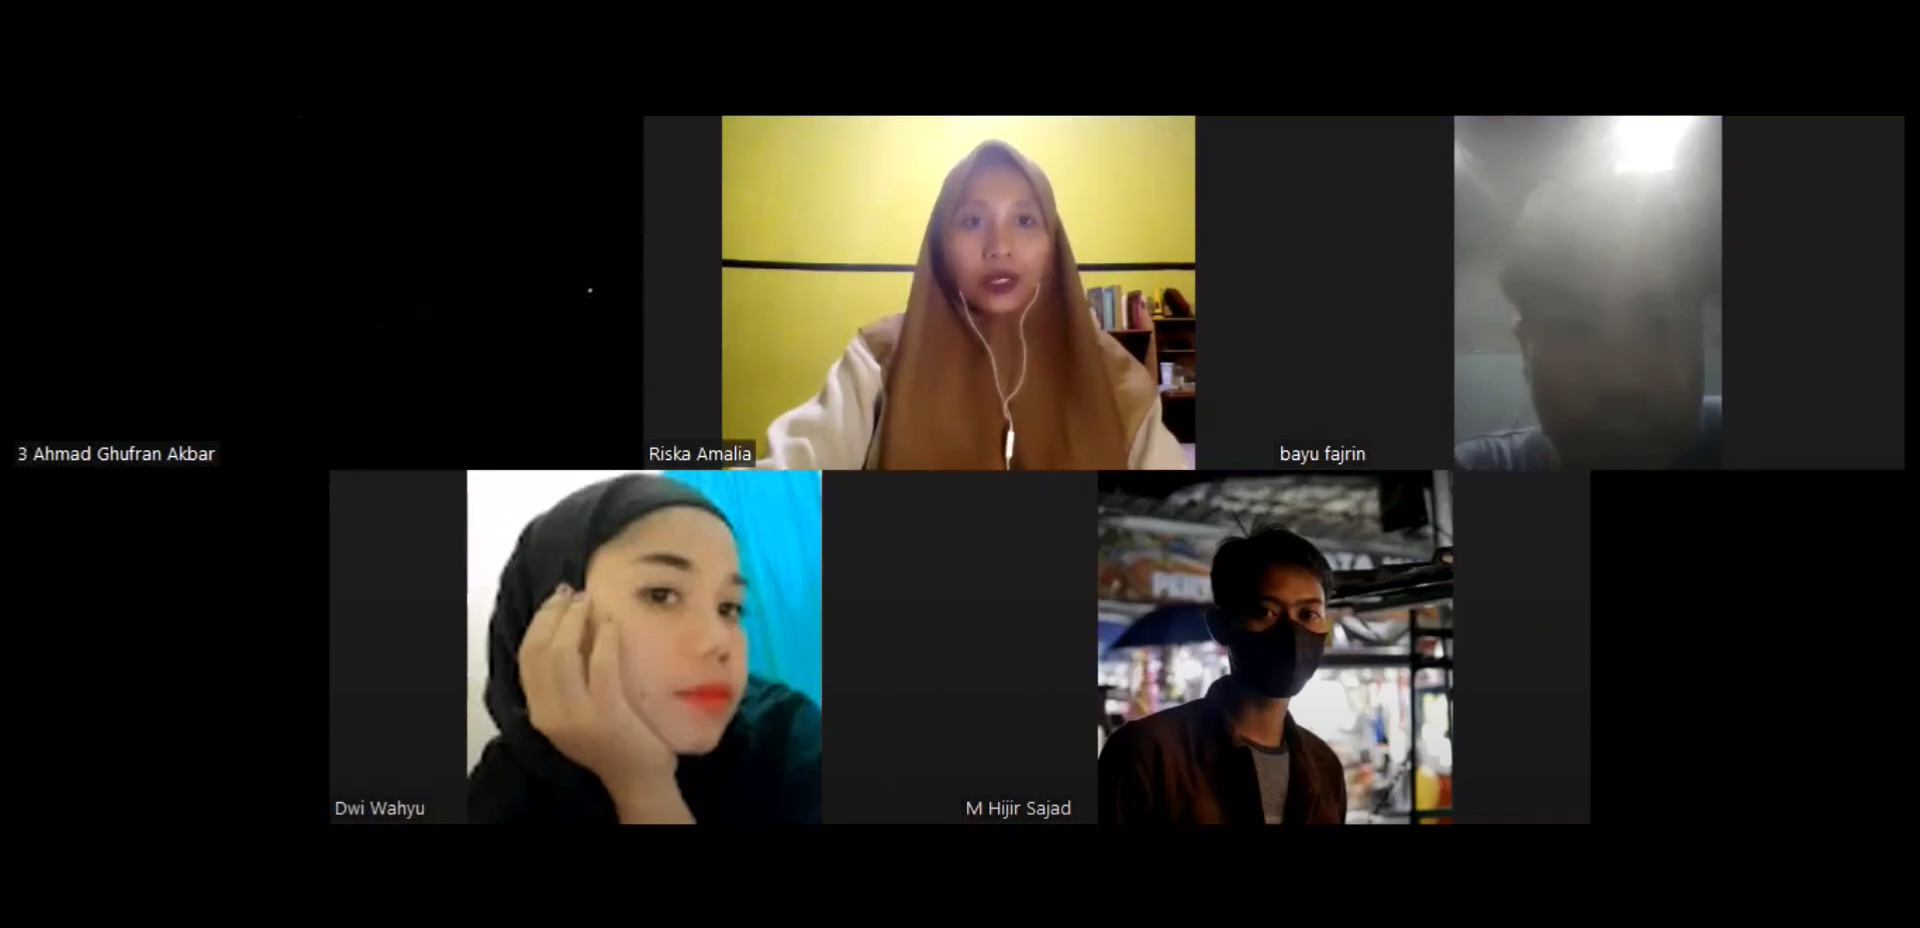 3 Ahmad Ghufran Akbar
Riska Amalia
bayu fajrin
Dwi Wahyu
M Hijir Sajad